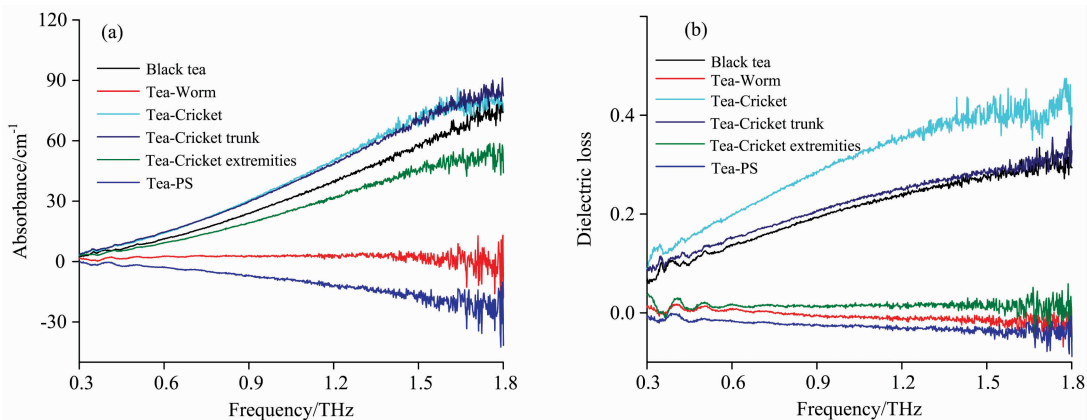 (a)
Black tea
Tea-Worm
Tea-Cricket
Tea-Cricket trunk
Tea-Cricket extremities
Tea-PS
120
90
60
30
0
-30
Absorbance/cm⁻¹
0.3 0.6 0.9 1.2 1.5 1.8
Frequency/THz
(b)
Black tea
Tea-Worm
Tea-Cricket
Tea-Cricket trunk
Tea-Cricket extremities
Tea-PS
0.4
0.2
0.0
Dielectric loss
0.3 0.6 0.9 1.2 1.5 1.8
Frequency/THz